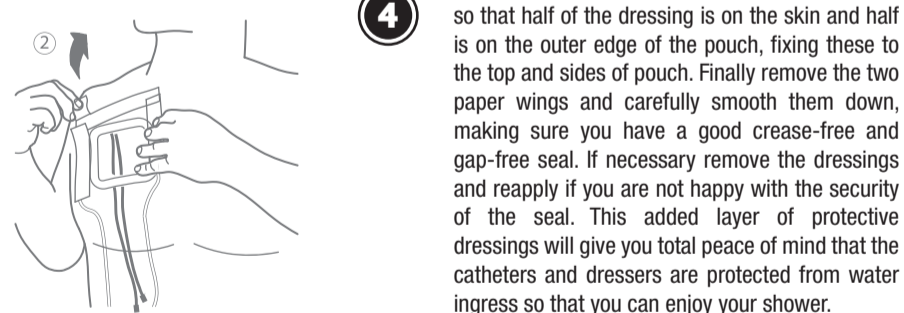 ②
4
so that half of the dressing is on the skin and half
is on the outer edge of the pouch, fixing these to
the top and sides of pouch. Finally remove the two
paper wings and carefully smooth them down,
making sure you have a good crease-free and
gap-free seal. If necessary remove the dressings
and reapply if you are not happy with the security
of the seal. This added layer of protective
dressings will give you total peace of mind that the
catheters and dressers are protected from water
ingress so that you can enjoy your shower.